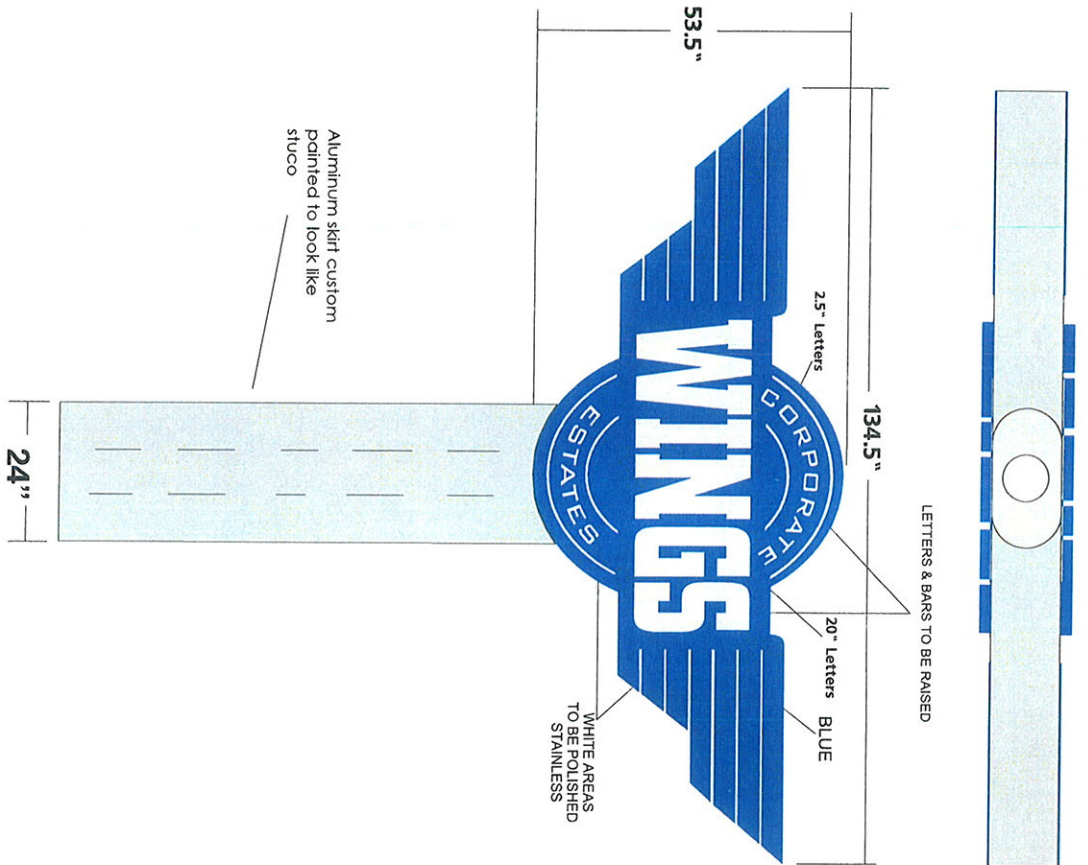 LETTERS & BARS TO BE RAISED
134.5"
53.5"
2.5" Letters
20" Letters
BLUE
CORPORATE
WINGS
ESTATES
WHITE AREAS
TO BE POLISHED
STAINLESS
Aluminum skirt custom
painted to look like
stuco
24"